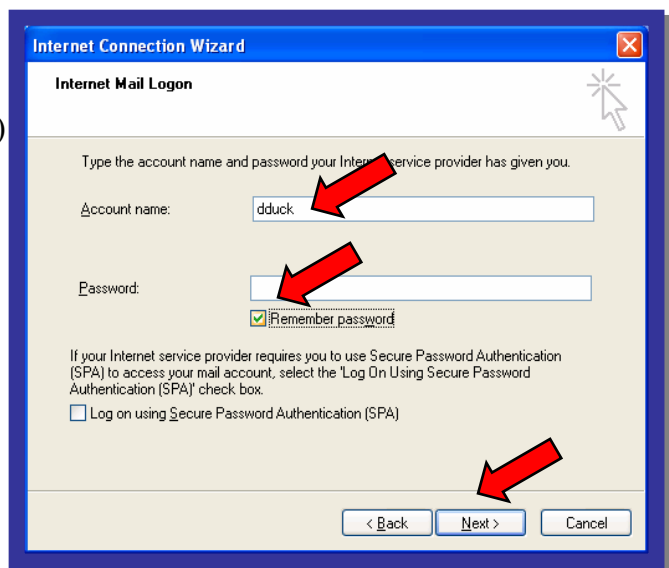 Internet Connection Wizard
Internet Mail Logon
)
Type the account name and password your Internet service provider has given you.
Account name:
dduck
Password:
Remember password
If your Internet service provider requires you to use Secure Password Authentication
(SPA) to access your mail account, select the 'Log On Using Secure Password
Authentication (SPA)' check box.
Log on using Secure Password Authentication (SPA)
< Back
Next >
Cancel